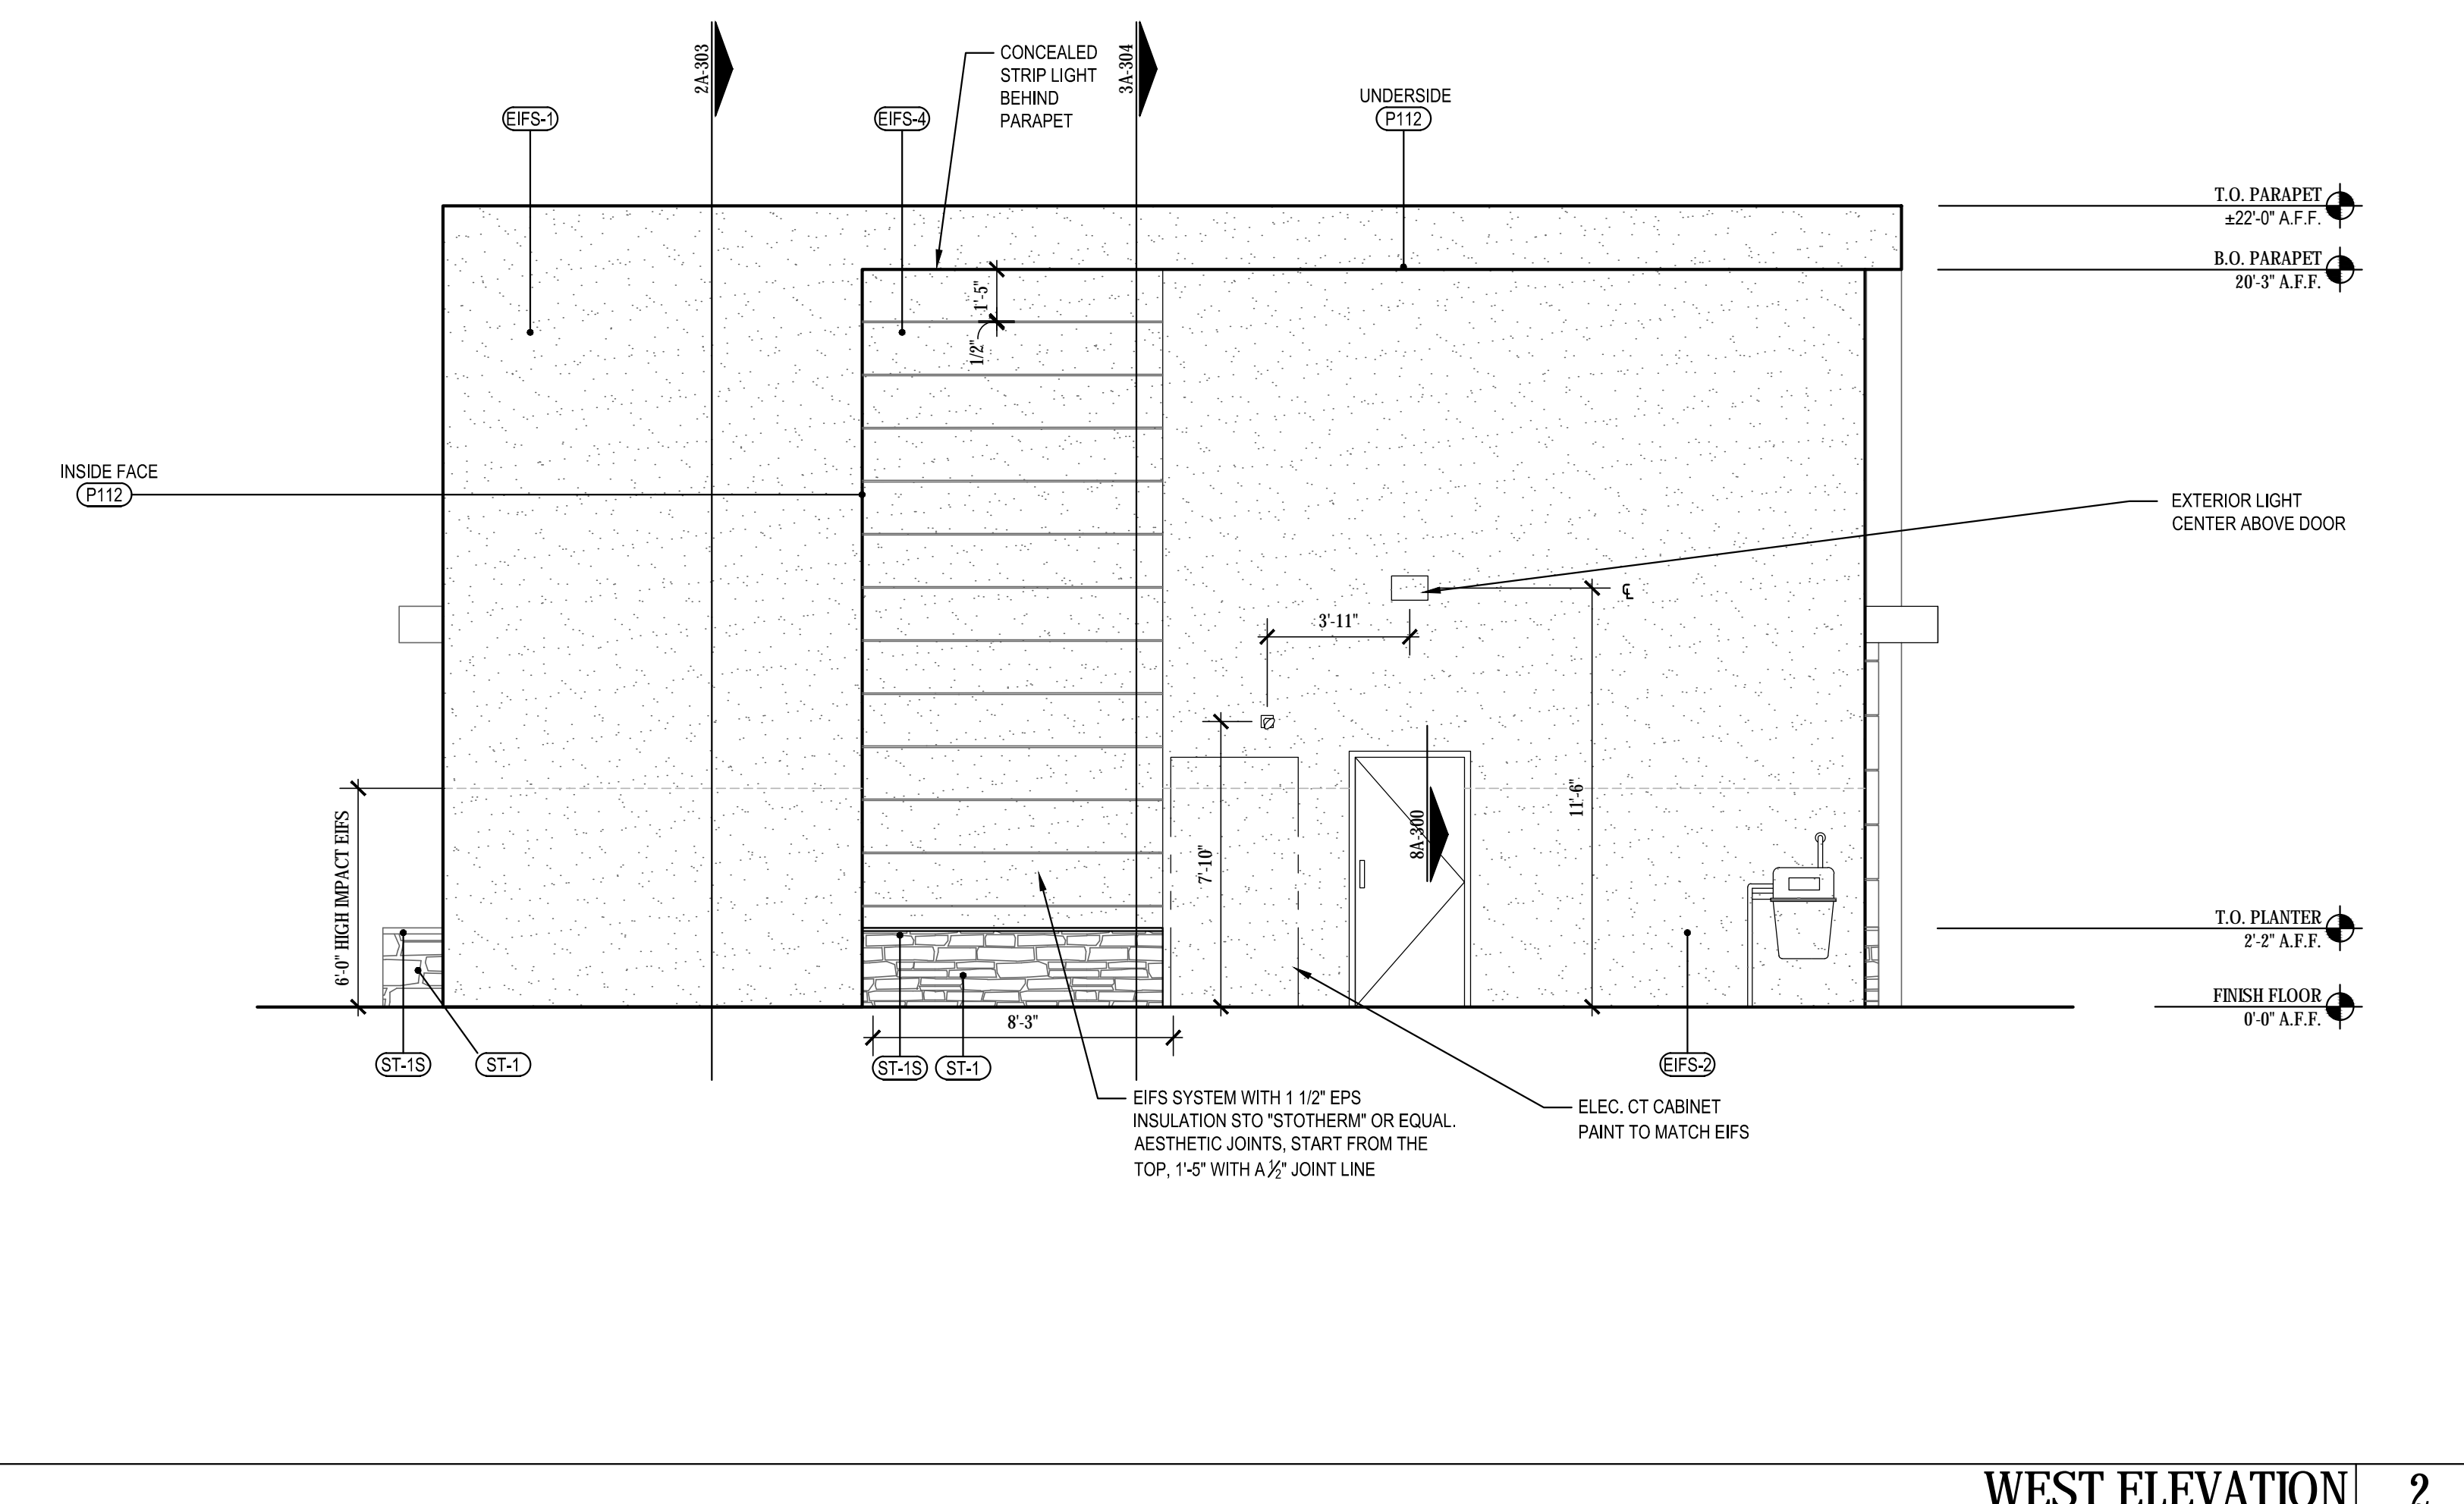 2A-303
CONCEALED
STRIP LIGHT
BEHIND
PARAPET
3A-304
UNDERSIDE
P112
EIFS-1
EIFS-4
T.O. PARAPET
±22'-0" A.F.F.
B.O. PARAPET
20'-3" A.F.F.
1'-5"
1/2"
INSIDE FACE
P112
EXTERIOR LIGHT
CENTER ABOVE DOOR
℄
3'-11"
11'-6"
8A-300
7'-10"
6'-0" HIGH IMPACT EIFS
T.O. PLANTER
2'-2" A.F.F.
FINISH FLOOR
0'-0" A.F.F.
8'-3"
ST-1S
ST-1
ST-1S
ST-1
EIFS-2
EIFS SYSTEM WITH 1 1/2" EPS
INSULATION STO "STOTHERM" OR EQUAL.
AESTHETIC JOINTS, START FROM THE
TOP, 1'-5" WITH A ½" JOINT LINE
ELEC. CT CABINET
PAINT TO MATCH EIFS
WEST ELEVATION
2